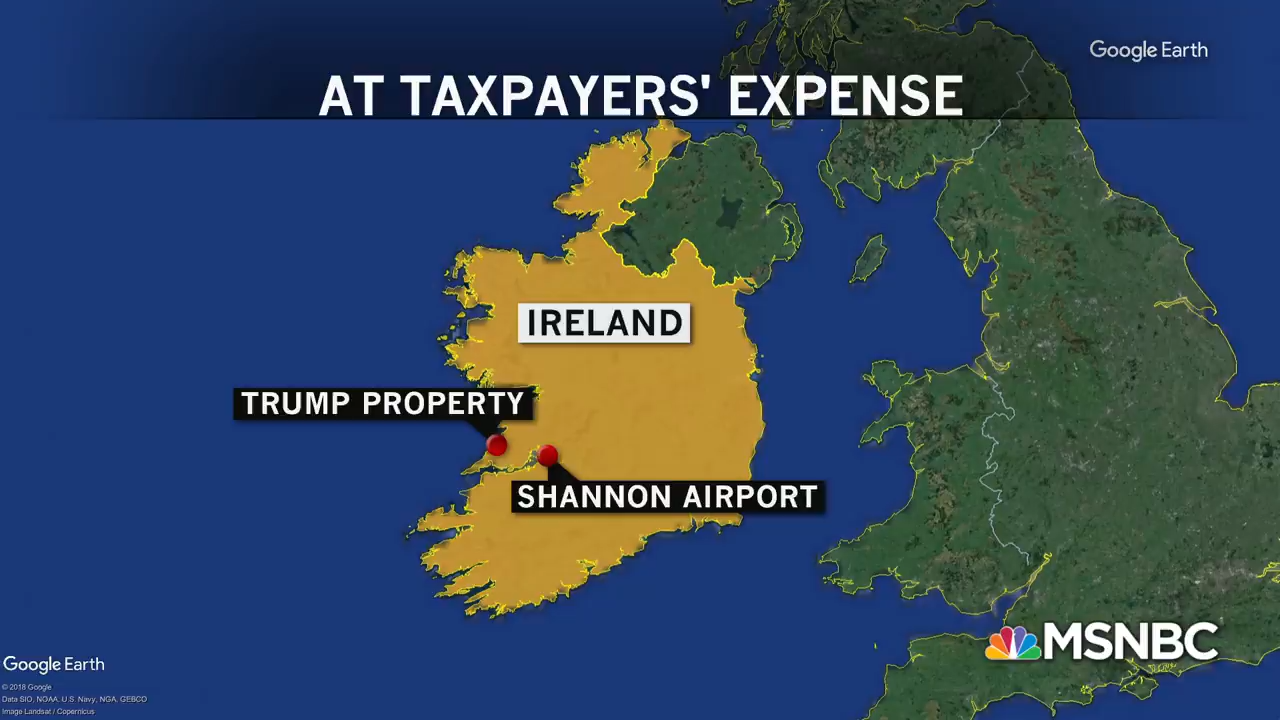 Google Earth
AT TAXPAYERS' EXPENSE
IRELAND
TRUMP PROPERTY
SHANNON AIRPORT
MSNBC
Google Earth
© 2018 Google
Data SIO, NOAA, U.S. Navy, NGA, GEBCO
Image Landsat / Copernicus